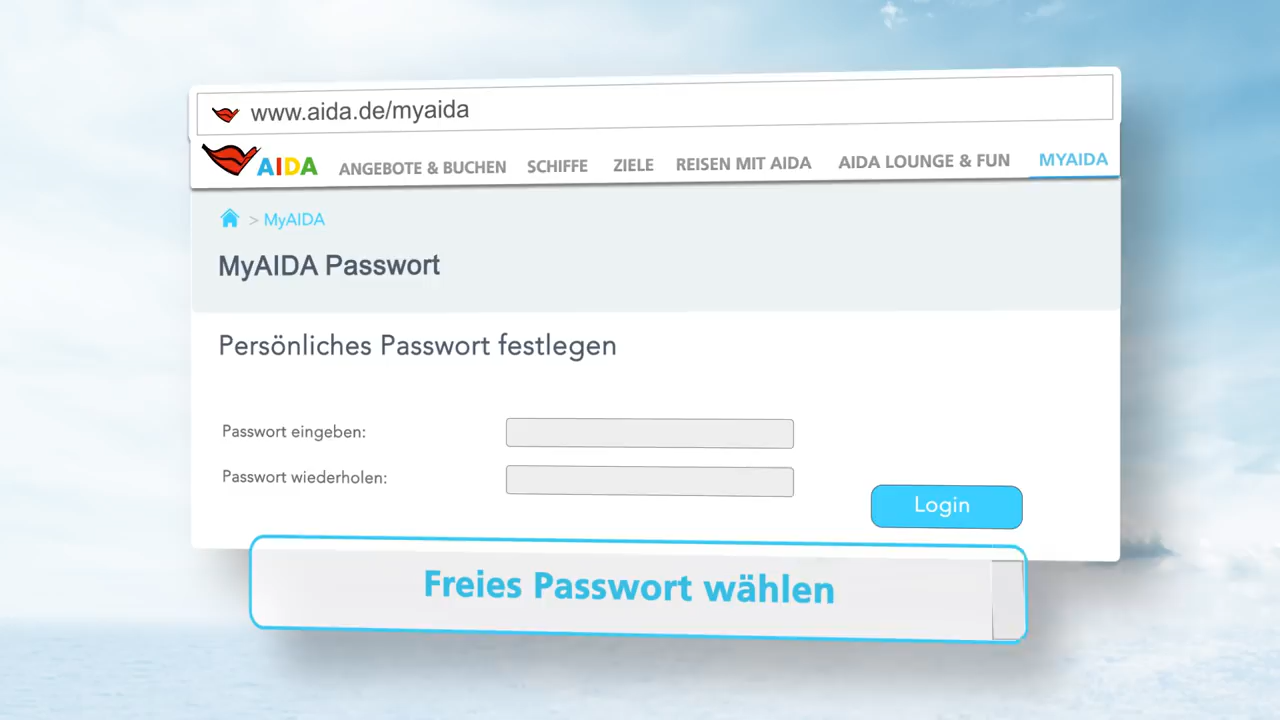 www.aida.de/myaida
AIDA ANGEBOTE & BUCHEN SCHIFFE ZIELE REISEN MIT AIDA AIDA LOUNGE & FUN MYAIDA
> MyAIDA
MyAIDA Passwort
Persönliches Passwort festlegen
Passwort eingeben:
Passwort wiederholen:
Login
Freies Passwort wählen